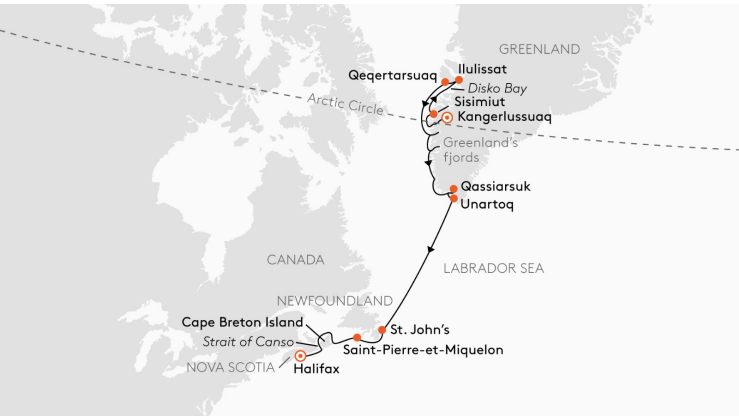 GREENLAND
Ilulissat
Qeqertarsuaq
Disko Bay
Sisimiut
Arctic Circle
Kangerlussuaq
Greenland's
fjords
Qassiarsuk
Unartoq
CANADA
LABRADOR SEA
NEWFOUNDLAND
Cape Breton Island
St. John's
Strait of Canso
Saint-Pierre-et-Miquelon
NOVA SCOTIA
Halifax